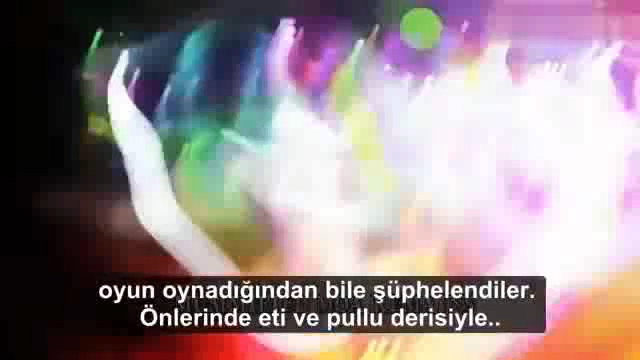 oyun oynadığından bile şüphelendiler.
Önlerinde eti ve pullu derisiyle..